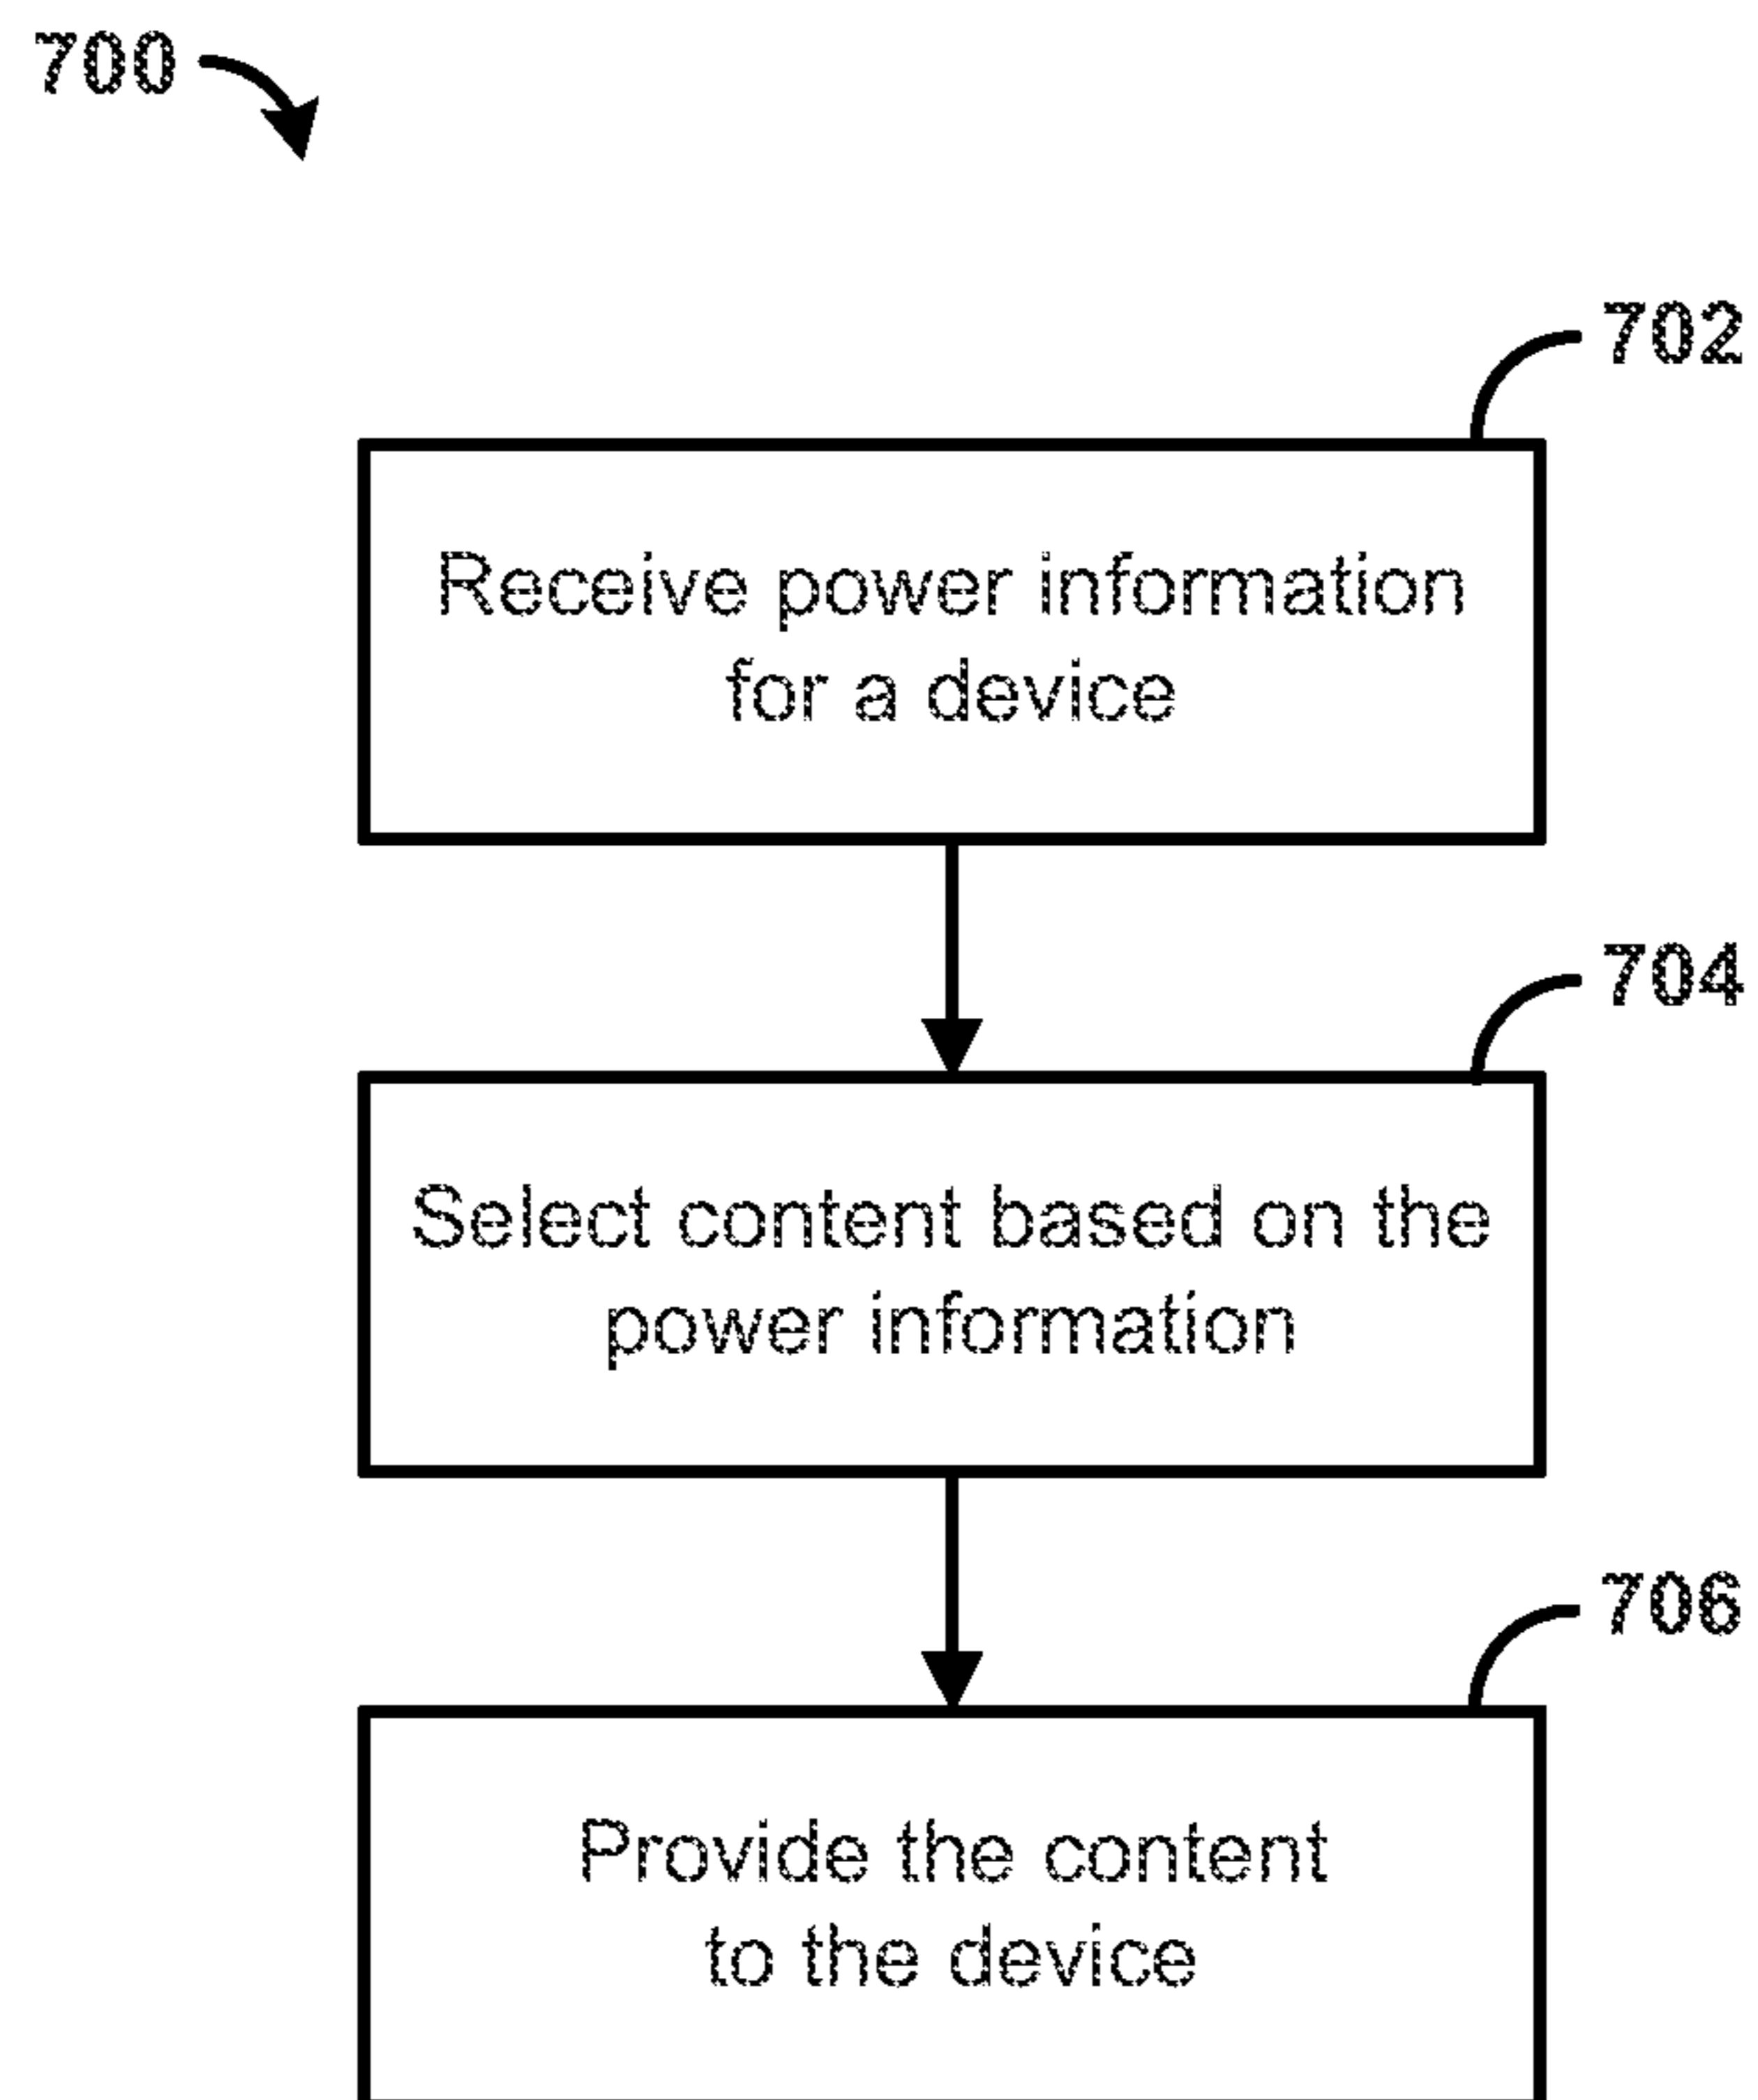 700
702
Receive power information
for a device
704
Select content based on the
power information
706
Provide the content
to the device